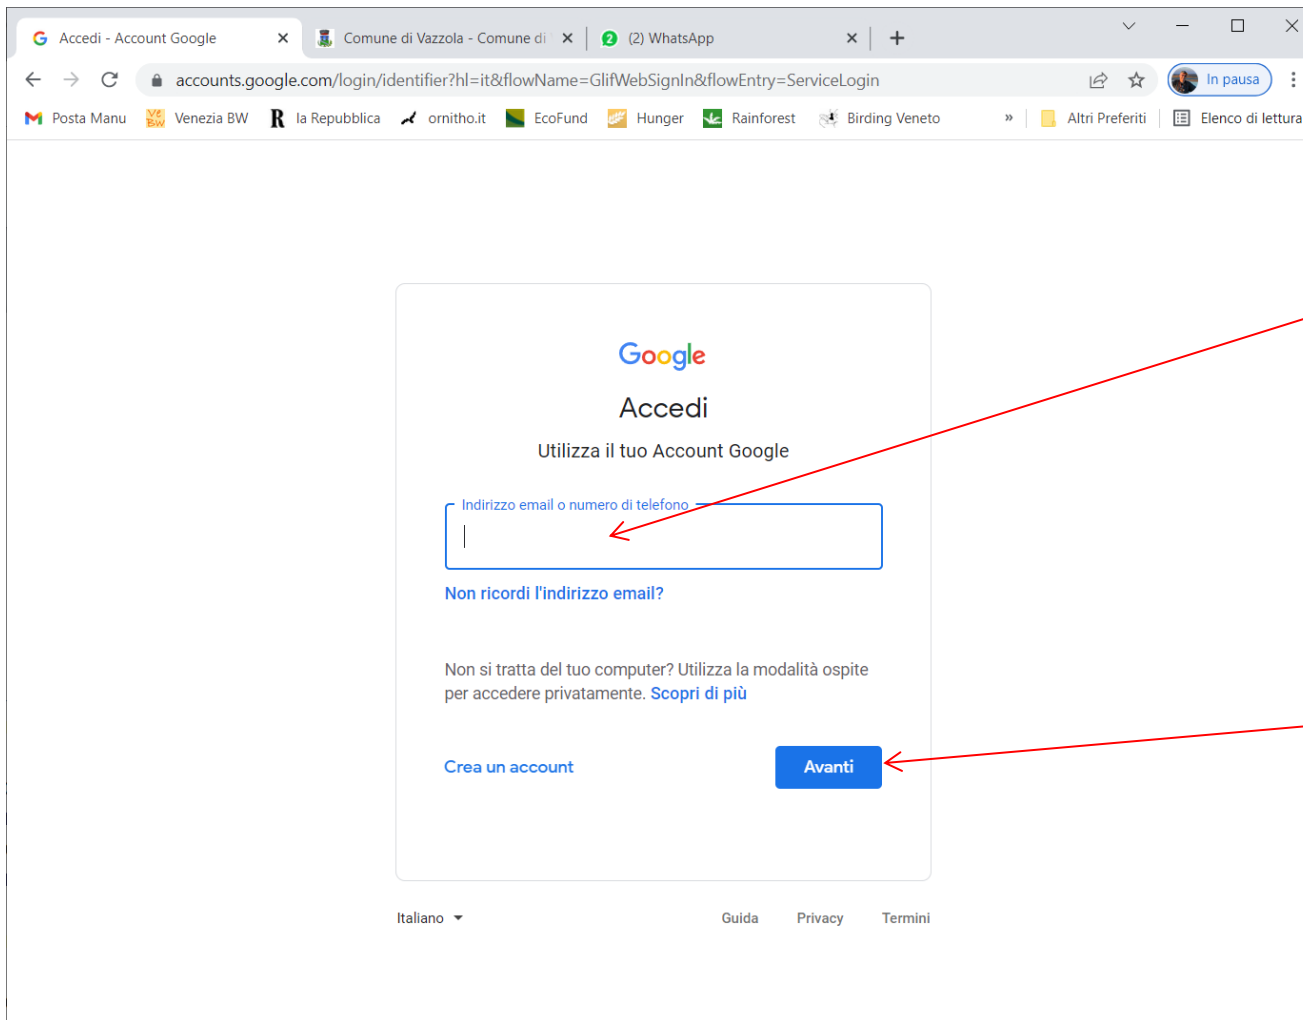 Accedi - Account Google
Comune di Vazzola - Comune di
2 (2) WhatsApp
accounts.google.com/login/identifier?hl=it&flowName=GlifWebSignIn&flowEntry=ServiceLogin
In pausa
Posta Manu
VE BW Venezia BW
R la Repubblica
ornitho.it
EcoFund
Hunger
Rainforest
Birding Veneto
»
Altri Preferiti
Elenco di lettura
Google
Accedi
Utilizza il tuo Account Google
Indirizzo email o numero di telefono
Non ricordi l'indirizzo email?
Non si tratta del tuo computer? Utilizza la modalità ospite
per accedere privatamente. Scopri di più
Crea un account
Avanti
Italiano
Guida
Privacy
Termini